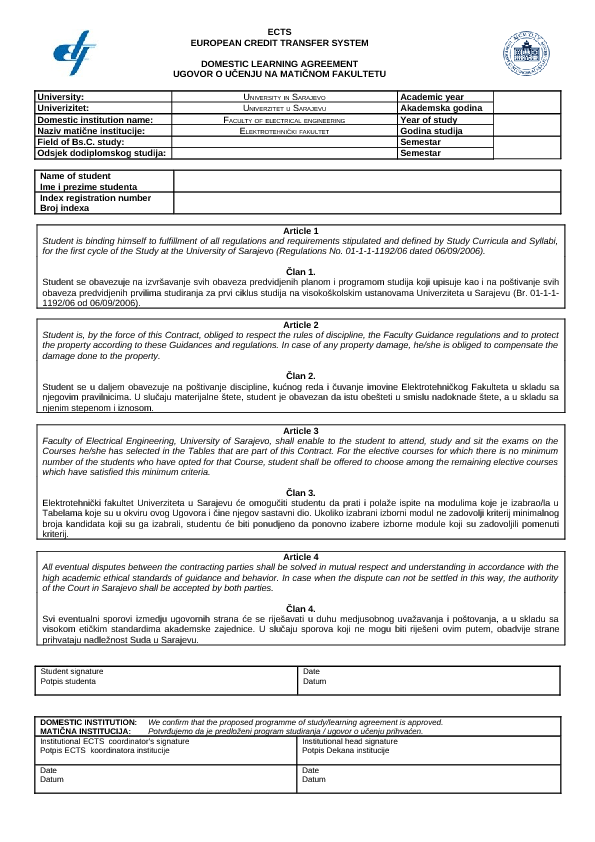 ECTS
EUROPEAN CREDIT TRANSFER SYSTEM
DOMESTIC LEARNING AGREEMENT
UGOVOR O UČENJU NA MATIČNOM FAKULTETU
University: University in Sarajevo Academic year
Univerzitet: Univerzitet u Sarajevu Akademska godina
Domestic institution name: Faculty of electrical engineering Year of study
Naziv matične institucije: Elektrotehnički fakultet Godina studija
Field of Bs.C. study: Semestar
Odsjek dodiplomskog studija: Semestar
Name of student
Ime i prezime studenta
Index registration number
Broj indexa
Article 1
Student is binding himself to fulfillment of all regulations and requirements stipulated and defined by Study Curricula and Syllabi,
for the first cycle of the Study at the University of Sarajevo (Regulations No. 01-1-1-1192/06 dated 06/09/2006).
Član 1.
Student se obavezuje na izvršavanje svih obaveza predvidjenih planom i programom studija koji upisuje kao i na poštivanje svih
obaveza predvidjenih prvilima studiranja za prvi ciklus studija na visokoškolskim ustanovama Univerziteta u Sarajevu (Br. 01-1-1-
1192/06 od 06/09/2006).
Article 2
Student is, by the force of this Contract, obliged to respect the rules of discipline, the Faculty Guidance regulations and to protect
the property according to these Guidances and regulations. In case of any property damage, he/she is obliged to compensate the
damage done to the property.
Član 2.
Student se u daljem obavezuje na poštivanje discipline, kućnog reda i čuvanje imovine Elektrotehničkog Fakulteta a u skladu sa
njegovim pravilnicima. U slučaju materijalne štete, student je obavezan da istu obešteti u smislu nadoknade štete, a u skladu sa
njenim stepenom i iznosom.
Article 3
Faculty of Electrical Engineering, University of Sarajevo, shall enable to the student to attend, study and sit the exams on the
Courses he/she has selected in the Tables that are part of this Contract. For the elective courses for which there is no minimum
number of the students who have opted for that Course, student shall be offered to choose among the remaining elective courses
which have satisfied this minimum criteria.
Član 3.
Elektrotehnički fakultet Univerziteta u Sarajevu će omogučiti studentu da prati i polaže ispite na modulima koje je izabrao/la u
Tabelama koje su u okviru ovog Ugovora i čine njegov sastavni dio. Ukoliko izabrani izborni modul ne zadovolji kriterij minimalnog
broja kandidata koji su ga izabrali, studentu će biti ponudjeno da ponovno izabere izborne module koji su zadovoljili pomenuti
kriterij.
Article 4
All eventual disputes between the contracting parties shall be solved in mutual respect and understanding in accordance with the
high academic ethical standards of guidance and behavior. In case when the dispute can not be settled in this way, the authority
of the Court in Sarajevo shall be accepted by both parties.
Član 4.
Svi eventualni sporovi izmedju ugovornih strana će se riješavati u duhu medjusobnog uvažavanja i poštovanja, a u skladu sa
visokom etičkim standardima akademske zajednice. U slučaju sporova koji ne mogu biti riješeni ovim putem, obadvije strane
prihvataju nadležnost Suda u Sarajevu.
Student signature Date
Potpis studenta Datum
DOMESTIC INSTITUTION: We confirm that the proposed programme of study/learning agreement is approved.
MATIČNA INSTITUCIJA: Potvrdujemo da je predloženi program studiranja / ugovor o učenju prihvaćen.
Institutional ECTS coordinator's signature Institutional head signature
Potpis ECTS koordinatora institucije Potpis Dekana institucije
Date Date
Datum Datum